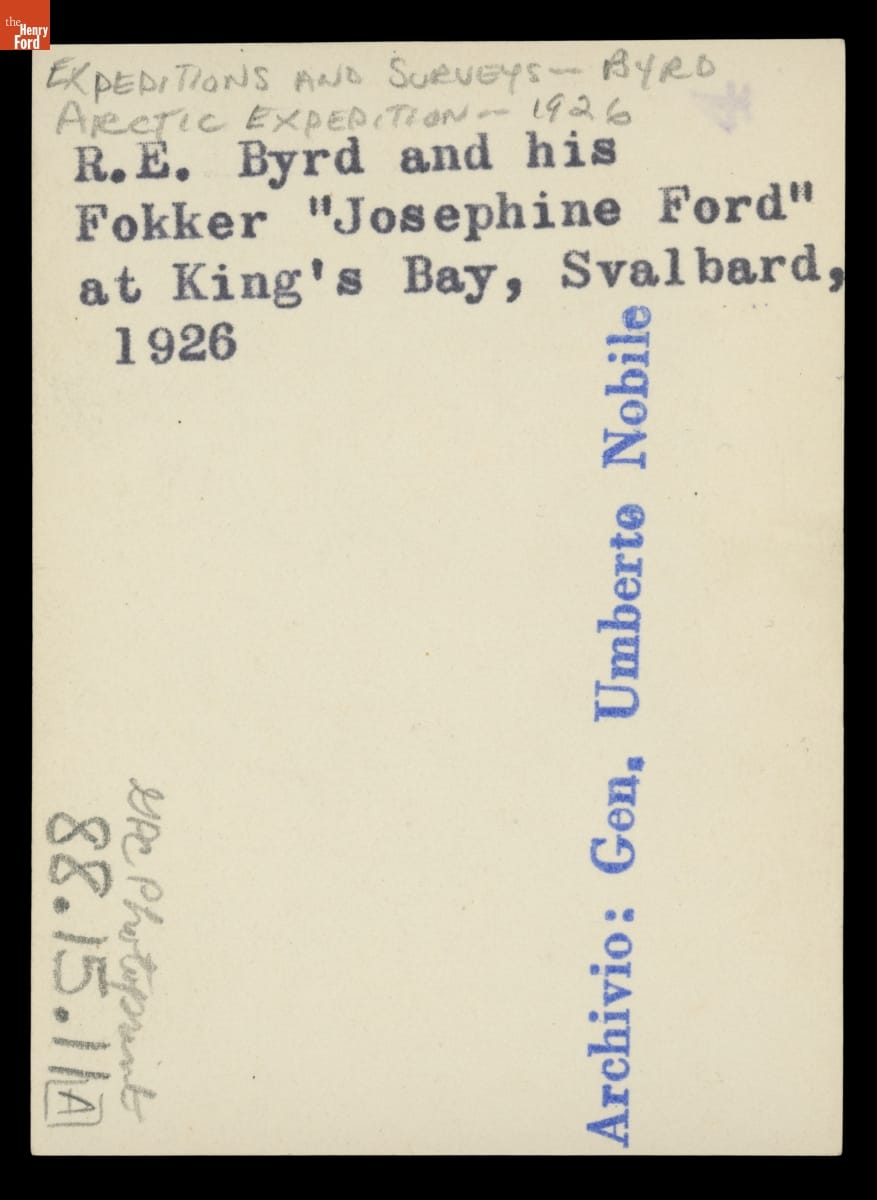 the
Henry
Ford
EXPEDITIONS AND SURVEYS — BYRD
ARCTIC EXPEDITION — 1926
R.E. Byrd and his
Fokker "Josephine Ford"
at King's Bay, Svalbard,
1926
Archivio: Gen. Umberto Nobile
Photoprint
88.15.11A